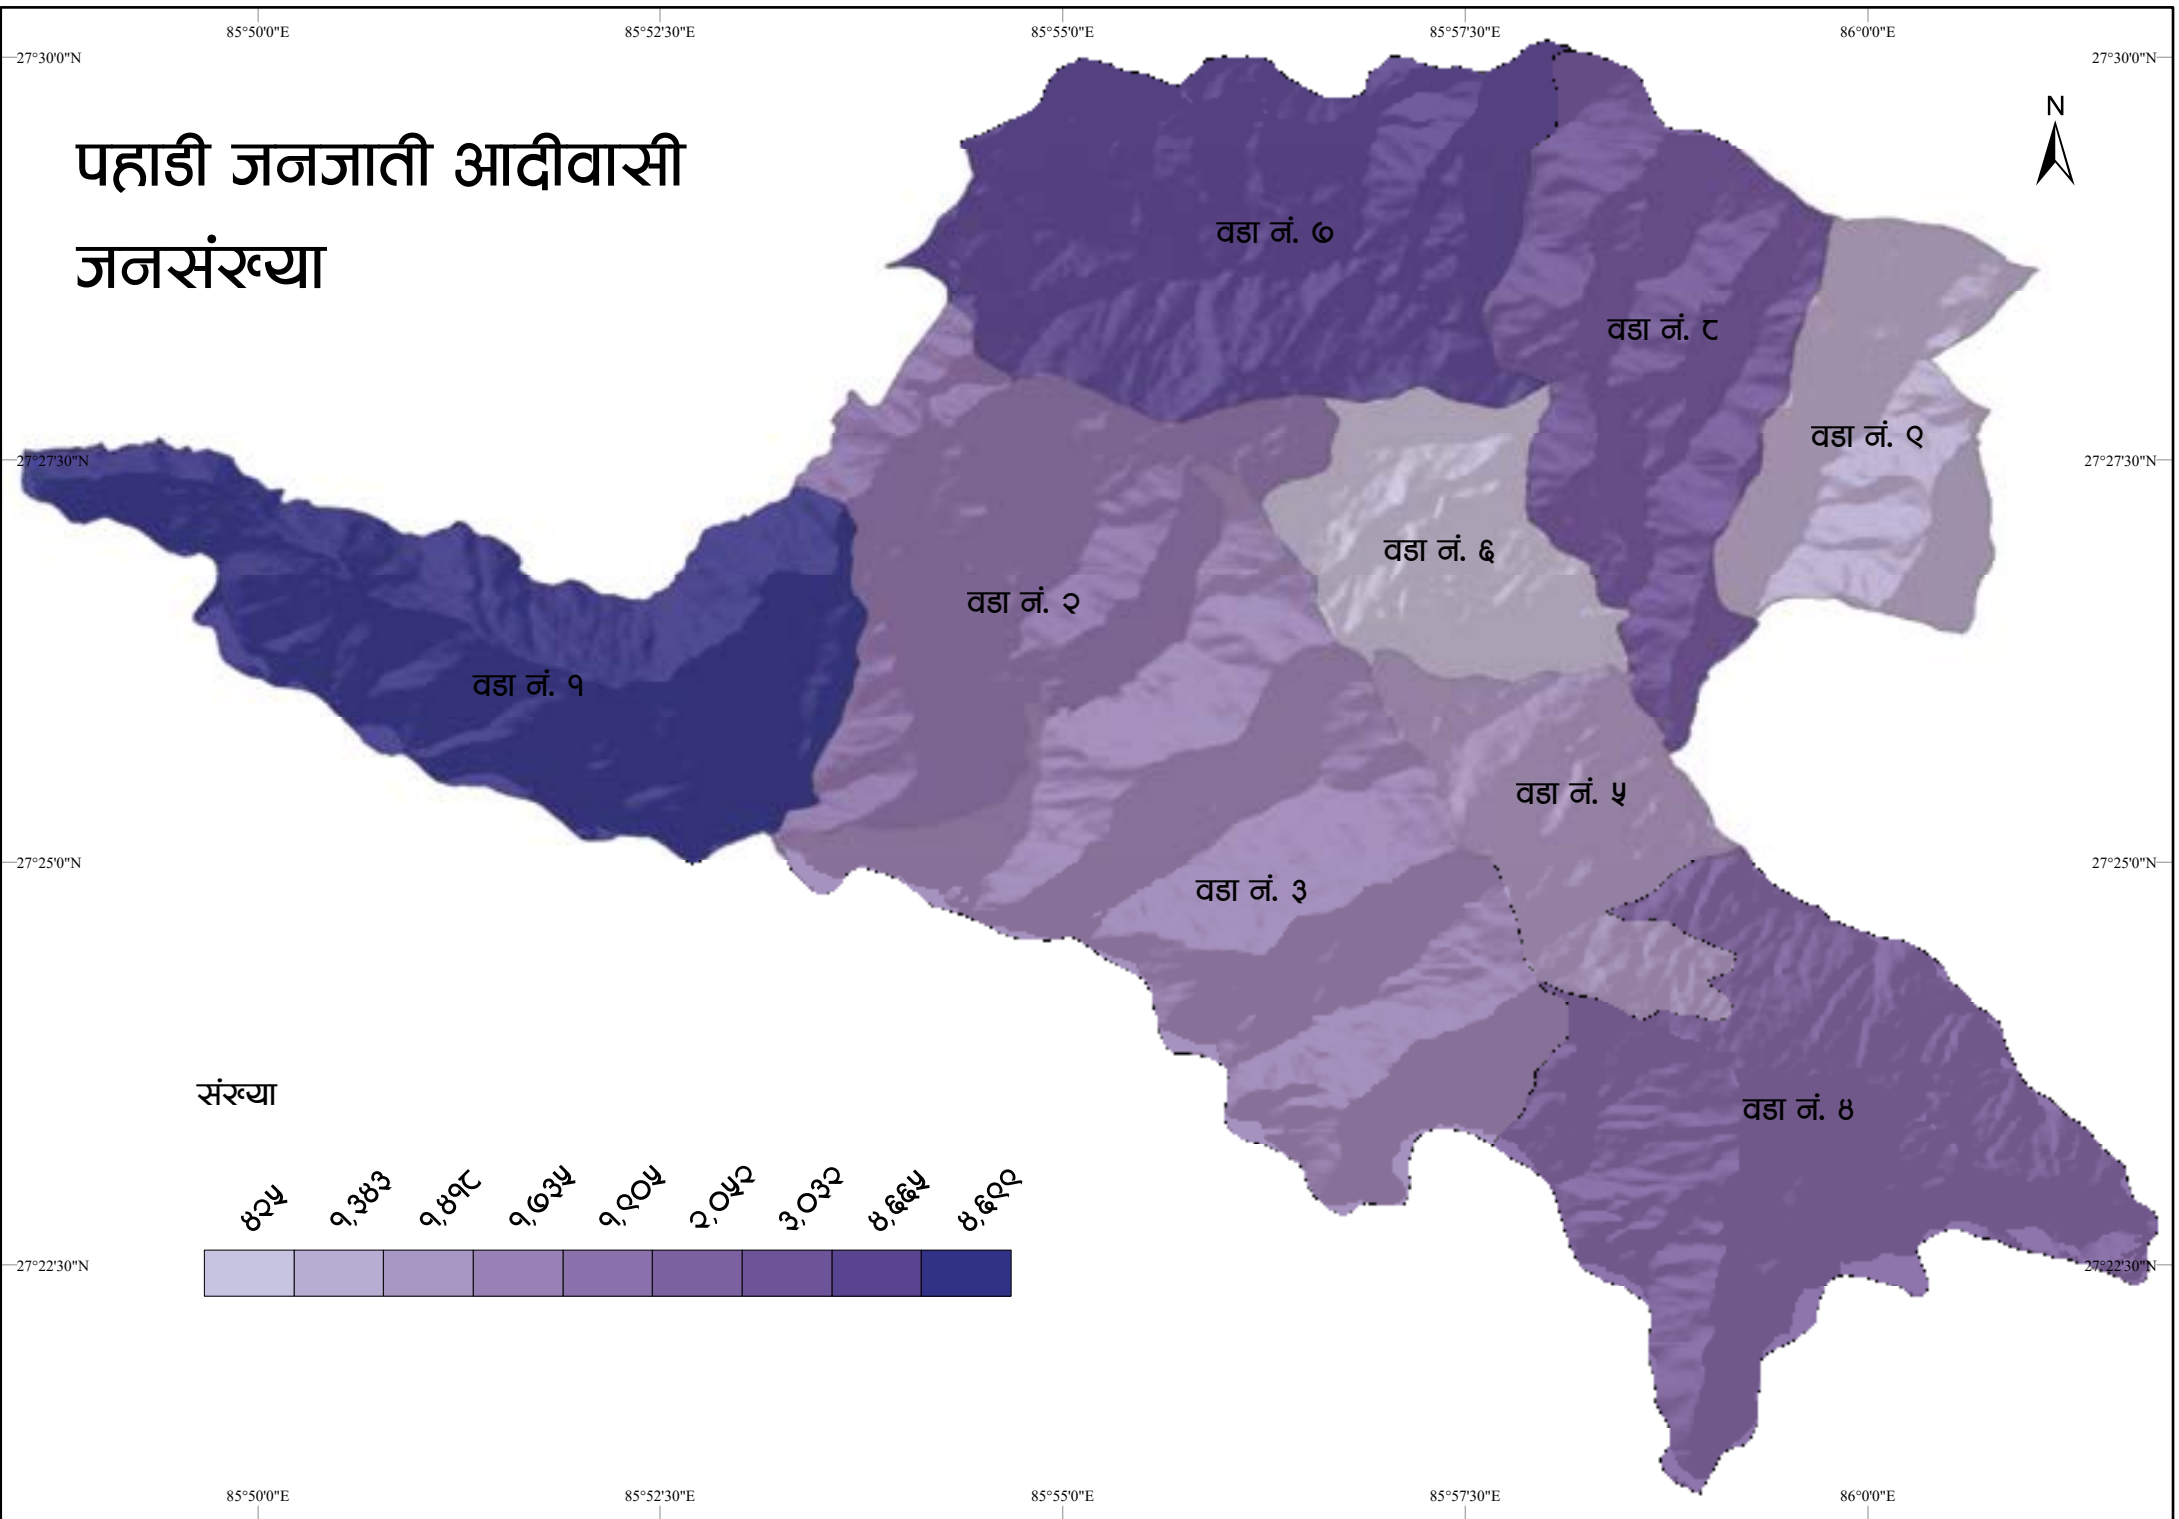 85°50'0"E 85°52'30"E 85°55'0"E 85°57'30"E 86°0'0"E
27°30'0"N 27°30'0"N
N
पहाडी जनजाती आदीवासी
जनसंख्या
वडा नं. ७
वडा नं. ८
वडा नं. ९
27°27'30"N 27°27'30"N
वडा नं. ६
वडा नं. २
वडा नं. १
वडा नं. ५
27°25'0"N 27°25'0"N
वडा नं. ३
संख्या
वडा नं. ४
४२५ १,३४३ १,४१८ १,७३५ १,९०५ २,०५२ ३,०३२ ४,६६५ ४,६९९
27°22'30"N 27°22'30"N
85°50'0"E 85°52'30"E 85°55'0"E 85°57'30"E 86°0'0"E